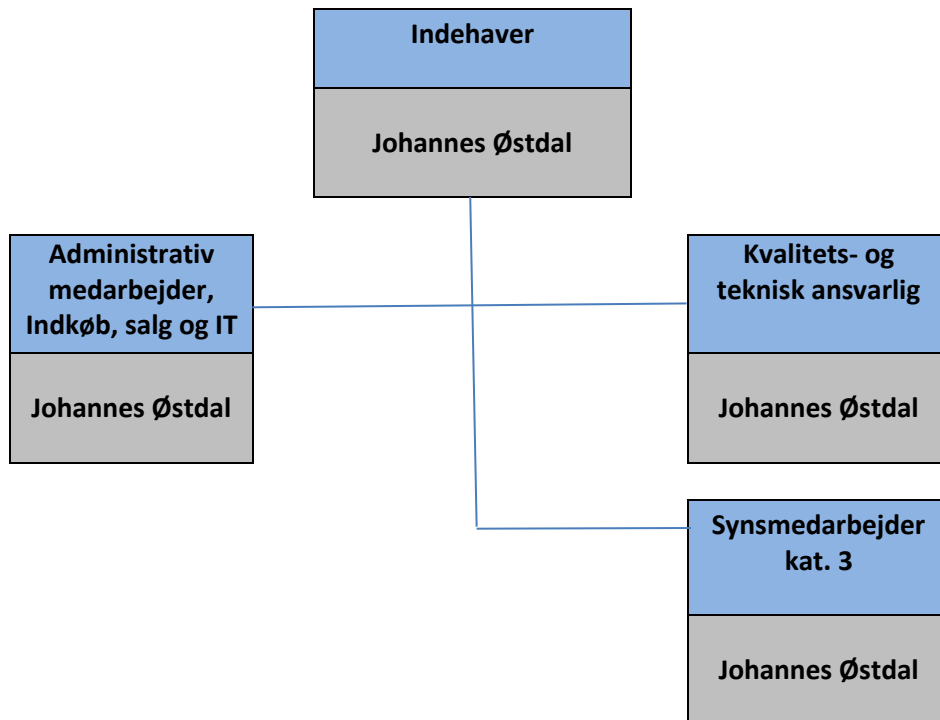 Indehaver
Johannes Østdal
Administrativ
medarbejder,
Indkøb, salg og IT
Johannes Østdal
Kvalitets- og
teknisk ansvarlig
Johannes Østdal
Synsmedarbejder
kat. 3
Johannes Østdal